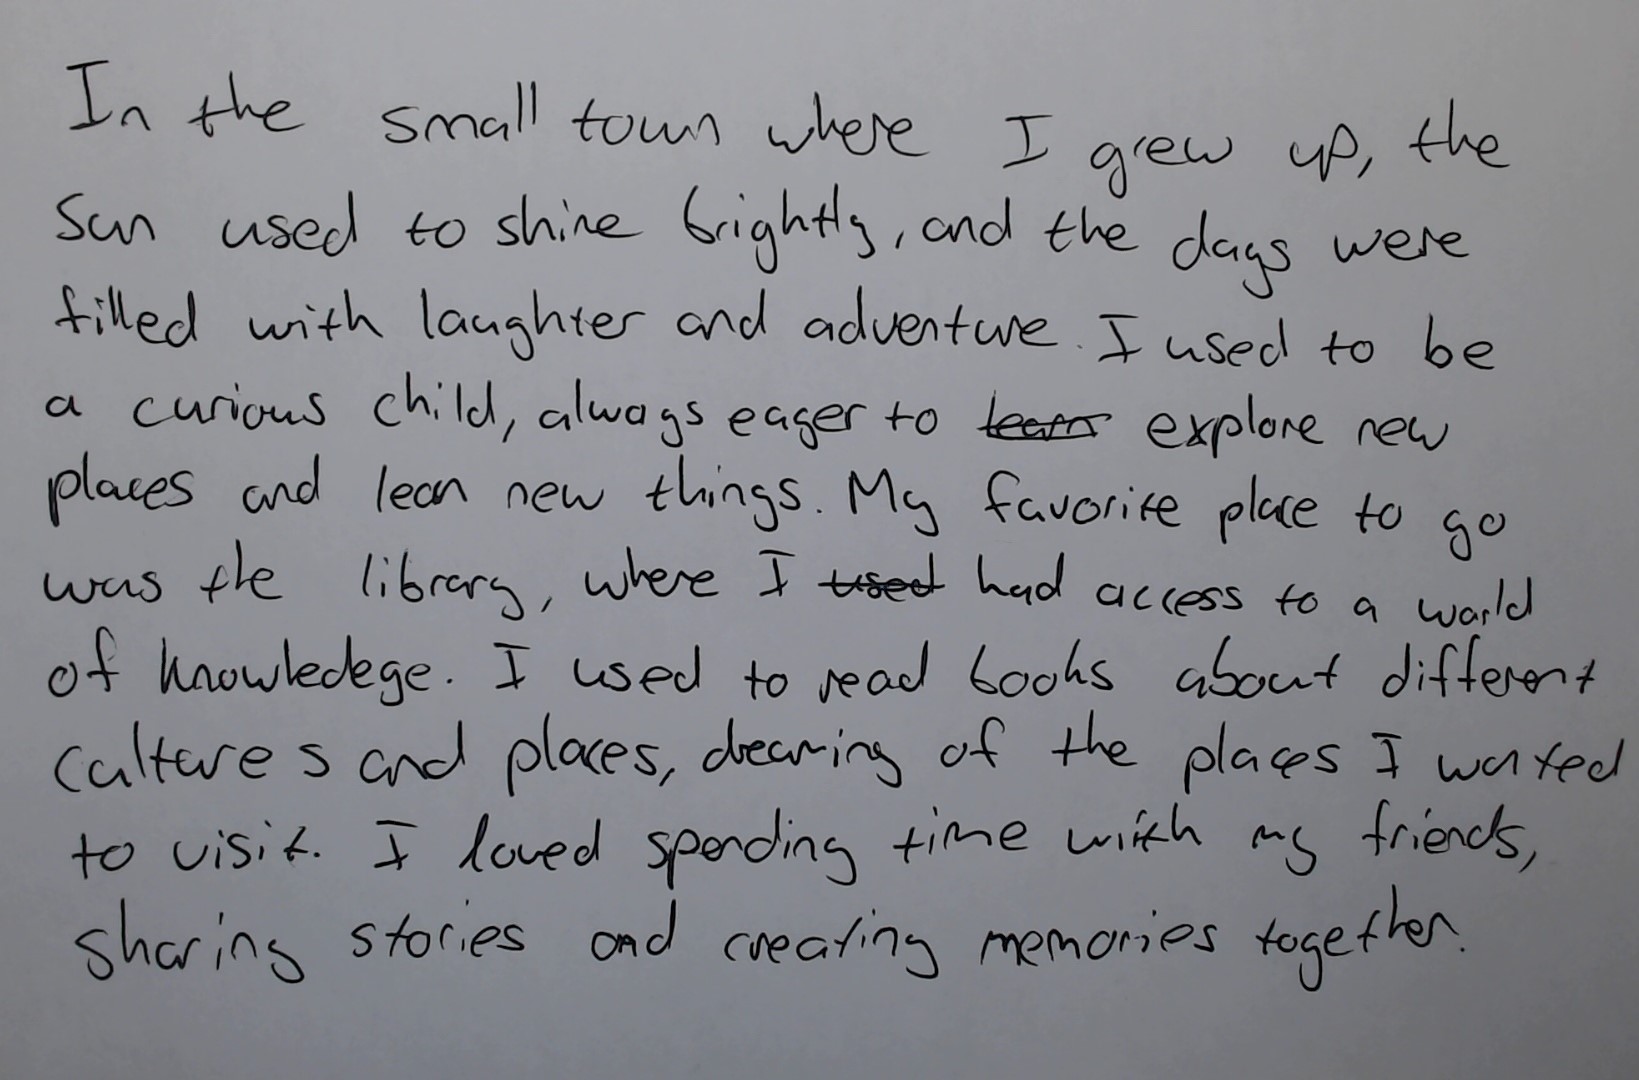 In the small town where I grew up, the
sun used to shine brightly, and the days were
filled with laughter and adventure. I used to be
a curious child, always eager to learn explore new
places and lean new things. My favorite place to go
was the library, where I used had access to a world
of knowledege. I used to read books about different
cultures and places, dreaming of the places I wanted
to visit. I loved spending time with my friends,
sharing stories and creating memories together.